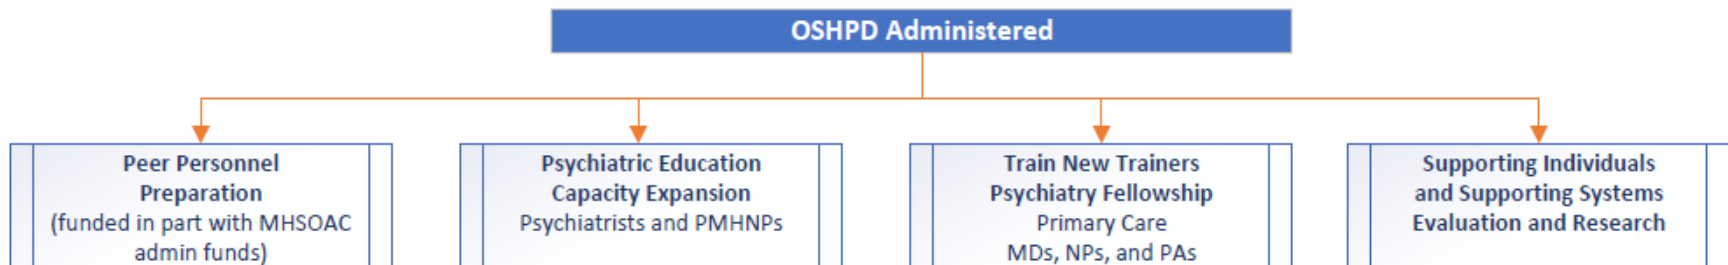 OSHPD Administered
Peer Personnel
Preparation
(funded in part with MHSOAC
admin funds)
Psychiatric Education
Capacity Expansion
Psychiatrists and PMHNPs
Train New Trainers
Psychiatry Fellowship
Primary Care
MDs, NPs, and PAs
Supporting Individuals
and Supporting Systems
Evaluation and Research